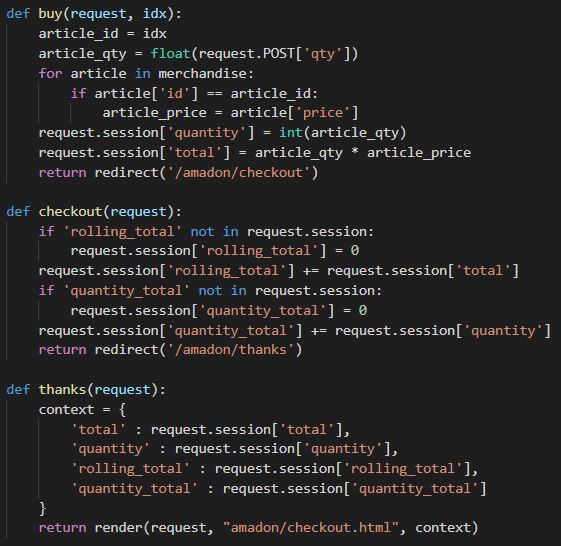 def buy(request, idx):
    article_id = idx
    article_qty = float(request.POST['qty'])
    for article in merchandise:
        if article['id'] == article_id:
            article_price = article['price']
    request.session['quantity'] = int(article_qty)
    request.session['total'] = article_qty * article_price
    return redirect('/amadon/checkout')

def checkout(request):
    if 'rolling_total' not in request.session:
        request.session['rolling_total'] = 0
    request.session['rolling_total'] += request.session['total']
    if 'quantity_total' not in request.session:
        request.session['quantity_total'] = 0
    request.session['quantity_total'] += request.session['quantity']
    return redirect('/amadon/thanks')

def thanks(request):
    context = {
        'total' : request.session['total'],
        'quantity' : request.session['quantity'],
        'rolling_total' : request.session['rolling_total'],
        'quantity_total' : request.session['quantity_total']
    }
    return render(request, "amadon/checkout.html", context)